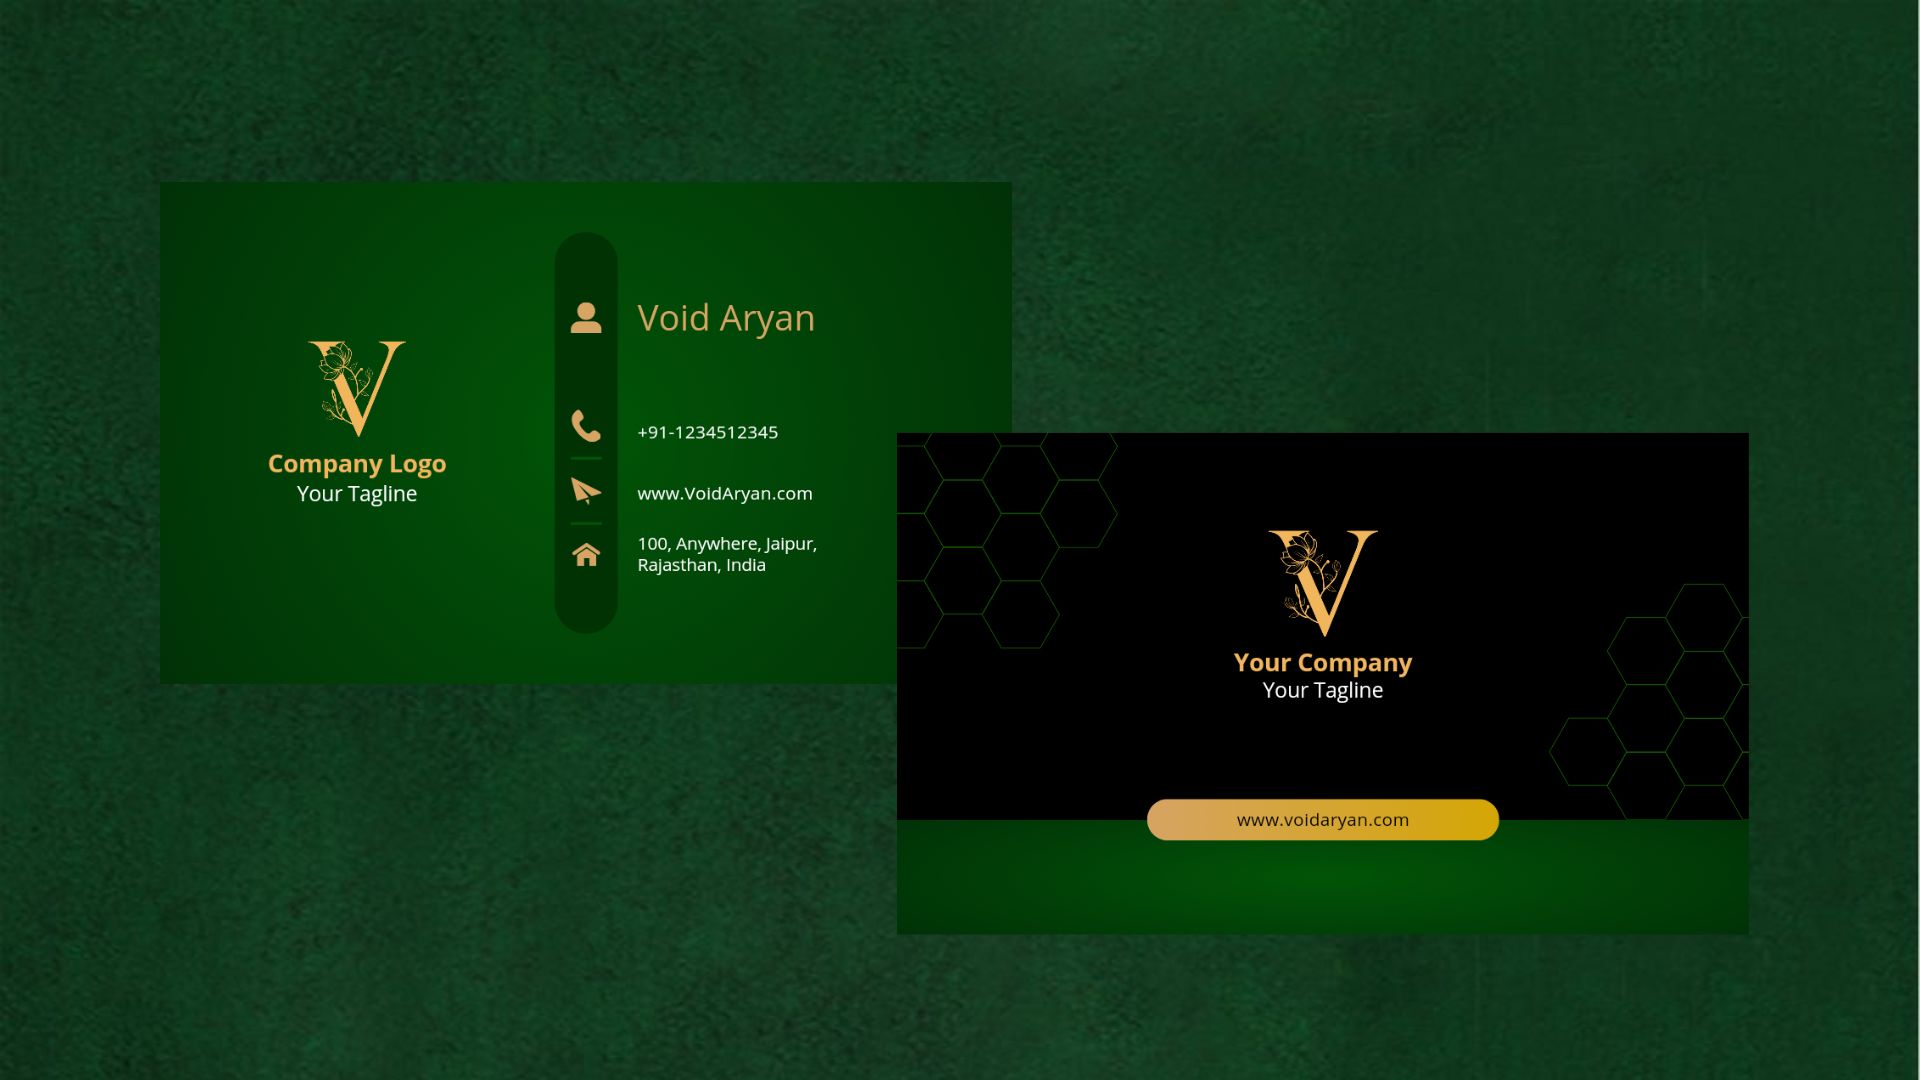 V
Company Logo
Your Tagline
Void Aryan
+91-1234512345
www.VoidAryan.com
100, Anywhere, Jaipur,
Rajasthan, India
V
Your Company
Your Tagline
www.voidaryan.com